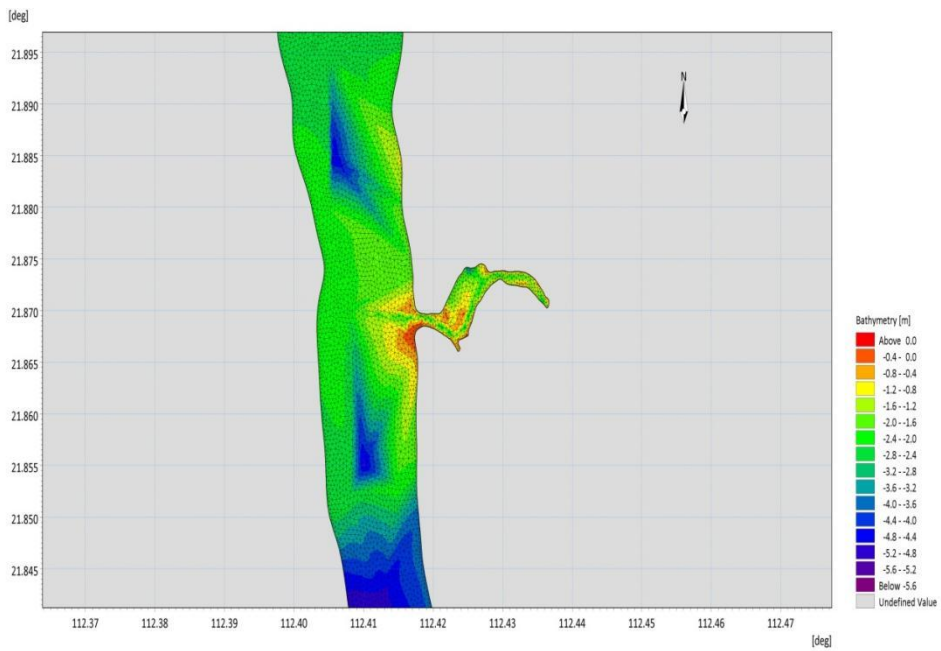 [deg]
21.895
21.890
21.885
21.880
21.875
21.870
21.865
21.860
21.855
21.850
21.845
N
112.37 112.38 112.39 112.40 112.41 112.42 112.43 112.44 112.45 112.46 112.47
[deg]
Bathymetry [m]
Above 0.0
-0.4 - 0.0
-0.8 - -0.4
-1.2 - -0.8
-1.6 - -1.2
-2.0 - -1.6
-2.4 - -2.0
-2.8 - -2.4
-3.2 - -2.8
-3.6 - -3.2
-4.0 - -3.6
-4.4 - -4.0
-4.8 - -4.4
-5.2 - -4.8
-5.6 - -5.2
Below -5.6
Undefined Value